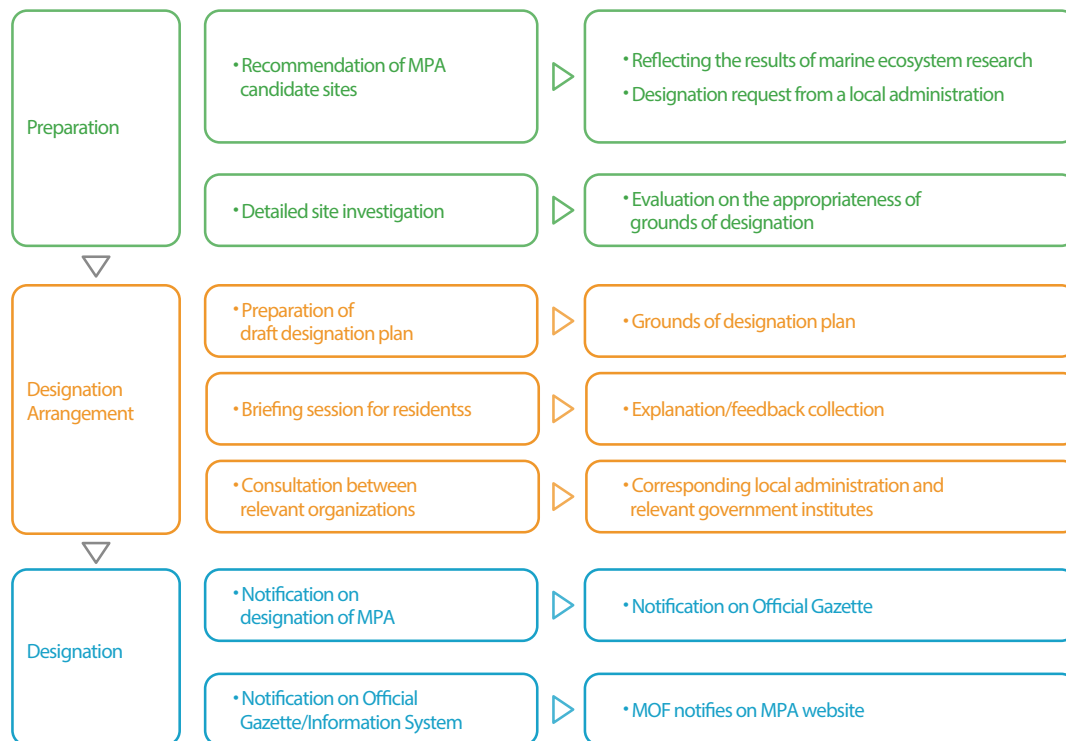 Preparation
• Recommendation of MPA
candidate sites
• Reflecting the results of marine ecosystem research
• Designation request from a local administration
• Detailed site investigation
• Evaluation on the appropriateness of
grounds of designation
Designation
Arrangement
• Preparation of
draft designation plan
• Grounds of designation plan
• Briefing session for residentss
• Explanation/feedback collection
• Consultation between
relevant organizations
• Corresponding local administration and
relevant government institutes
Designation
• Notification on
designation of MPA
• Notification on Official Gazette
• Notification on Official
Gazette/Information System
• MOF notifies on MPA website